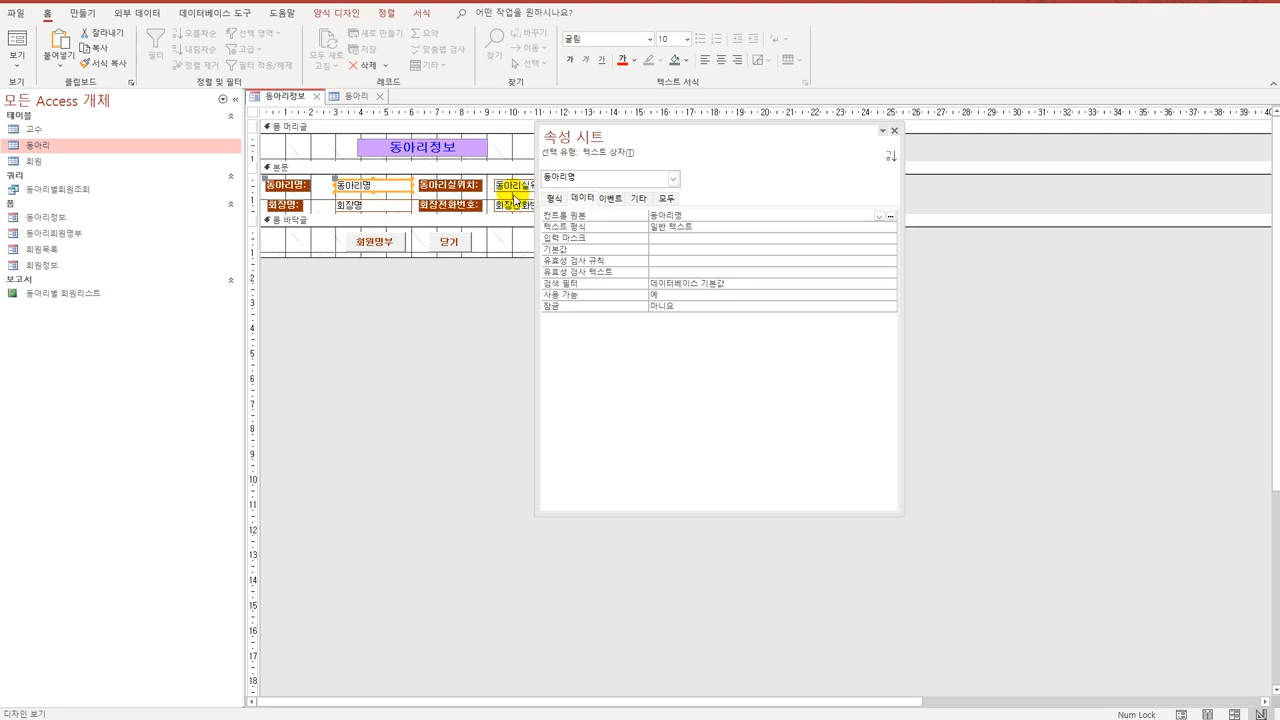 파일 홈 만들기 외부 데이터 데이터베이스 도구 도움말 양식 디자인 정렬 서식 어떤 작업을 원하시나요?
보기 붙여넣기 잘라내기 복사 서식 복사
필터 오름차순 내림차순 정렬 제거 선택 영역 고급 필터 적용/해제
모두 새로 고침 새로 만들기 저장 삭제 요약 맞춤법 검사 기타
찾기 바꾸기 이동 선택
굴림 10
가 가 가 가
보기 클립보드 정렬 및 필터 레코드 찾기 텍스트 서식
모든 Access 개체
테이블
교수
동아리
회원
쿼리
동아리별회원조회
폼
동아리정보
동아리회원명부
회원목록
회원정보
보고서
동아리별 회원리스트
동아리정보 동아리
폼 머리글
동아리정보
본문
동아리명: 동아리명 동아리실위치: 동아리실위
회장명: 회장명 회장전화번호:
폼 바닥글
회원명부 닫기
속성 시트
선택 유형: 텍스트 상자(T)
동아리명
형식 데이터 이벤트 기타 모두
컨트롤 원본 동아리명
텍스트 형식 일반 텍스트
입력 마스크
기본값
유효성 검사 규칙
유효성 검사 텍스트
검색 필터 데이터베이스 기본값
사용 가능 예
잠금 아니요
디자인 보기 Num Lock